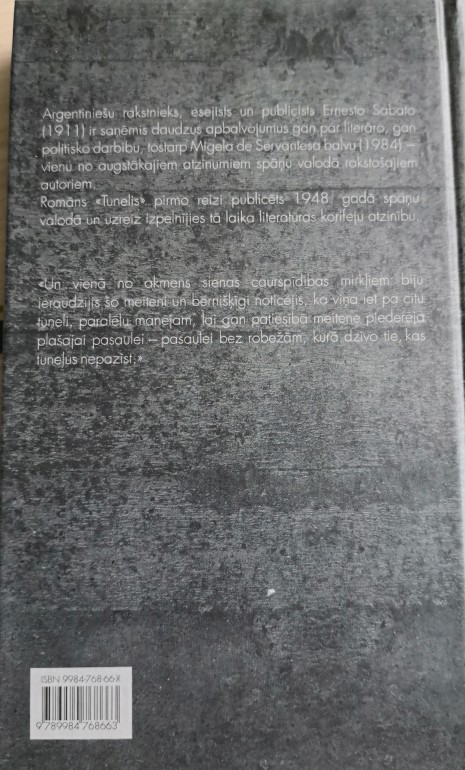 Argentīniešu rakstnieks, esejists un publicists Ernesto Sabato
(1911) ir saņēmis daudzus apbalvojumus gan par literāro, gan
politisko darbību, tostarp Migela de Servantesa balvu (1984) –
vienu no augstākajiem atzinumiem spāņu valodā rakstošajiem
autoriem.
Romāns «Tunelis» pirmo reizi publicēts 1948. gadā spāņu
valodā un uzreiz izpelnījies tā laika literatūras korifeju atzinību.
«Un vienā no akmens sienas caurspīdības mirkļiem biju
ieraudzījis šo meiteni un bērnišķīgi noticējis, ka viņa iet pa citu
tuneli, paralēlu manējam, lai gan patiesībā meitene piederēja
plašajai pasaulei – pasaulei bez robežām, kurā dzīvo tie, kas
tuneļus nepazīst.»
ISBN 9984-768-66-X
9 789984 768663